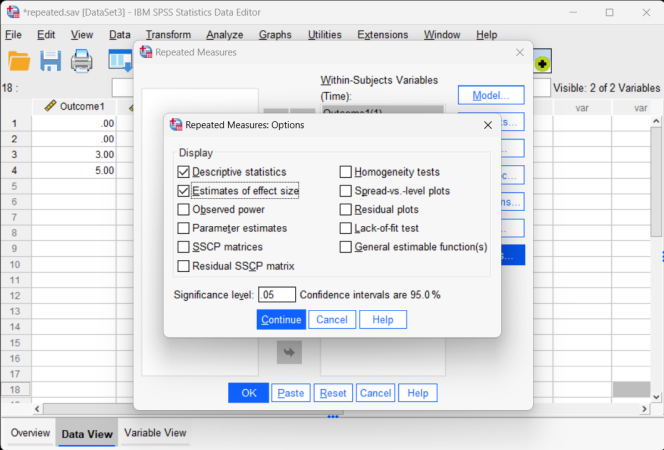 *repeated.sav [DataSet3] - IBM SPSS Statistics Data Editor
File Edit View Data Transform Analyze Graphs Utilities Extensions Window Help
Repeated Measures
18 :
Visible: 2 of 2 Variables
Within-Subjects Variables
(Time):
Model...
Outcome1 var var
Outcome1(1)
1 .00
2 .00
3 3.00
4 5.00
5
6
7
8
9
10
11
12
13
14
15
16
17
18
Repeated Measures: Options
Display
Descriptive statistics Homogeneity tests
Estimates of effect size Spread-vs.-level plots
Observed power Residual plots
Parameter estimates Lack-of-fit test
SSCP matrices General estimable function(s)
Residual SSCP matrix
Significance level: .05 Confidence intervals are 95.0 %
Continue Cancel Help
OK Paste Reset Cancel Help
Overview Data View Variable View